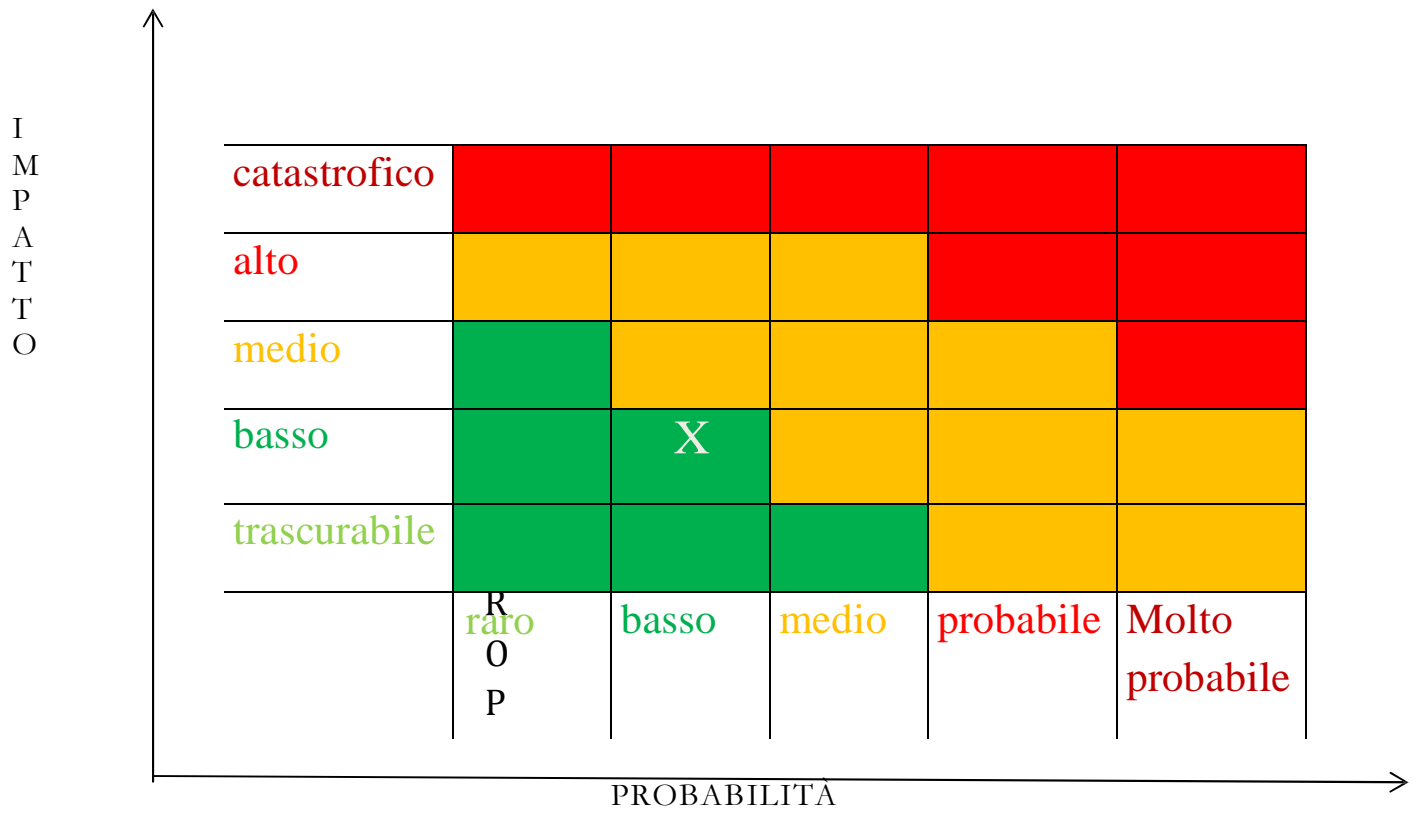 I
M
P
A
T
T
O
catastrofico
alto
medio
basso X
trascurabile
raro basso medio probabile Molto
probabile
R
O
P
PROBABILITÀ